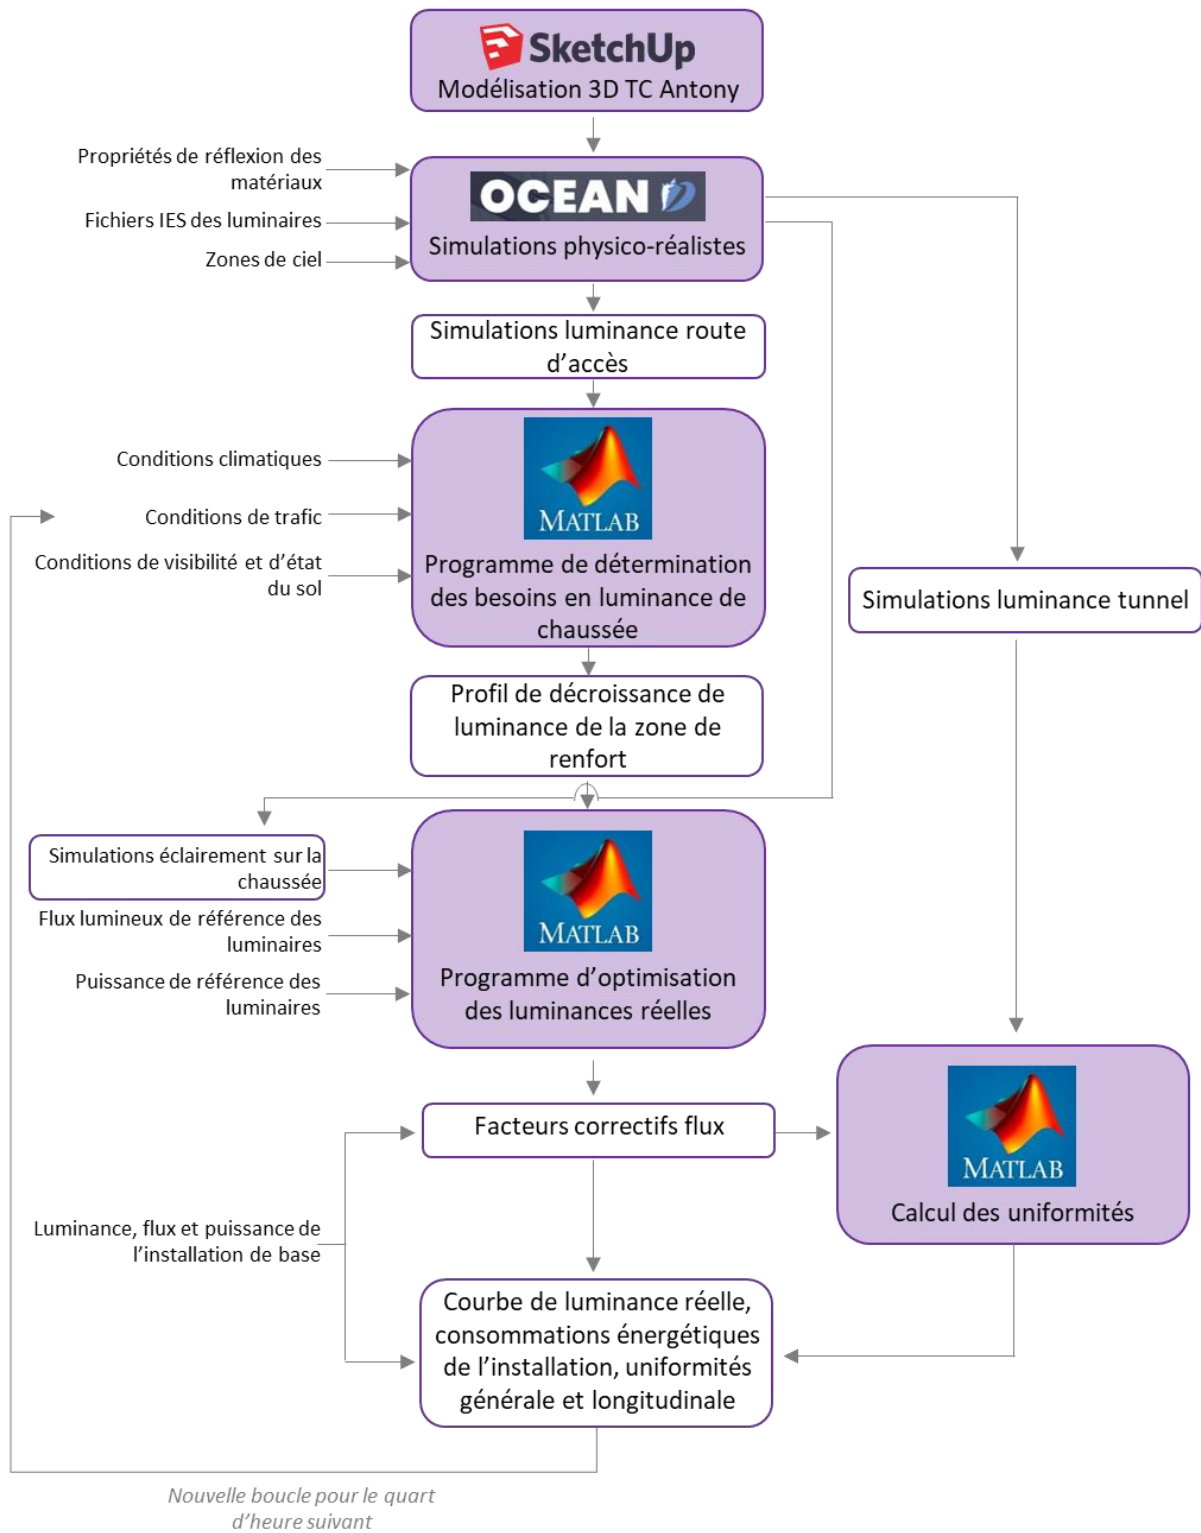 SketchUp
Modélisation 3D TC Antony
Propriétés de réflexion des
matériaux
Fichiers IES des luminaires
Zones de ciel
OCEAN
Simulations physico-réalistes
Simulations luminance route
d’accès
Conditions climatiques
Conditions de trafic
Conditions de visibilité et d’état
du sol
MATLAB
Programme de détermination
des besoins en luminance de
chaussée
Simulations luminance tunnel
Profil de décroissance de
luminance de la zone de
renfort
Simulations éclairement sur la
chaussée
Flux lumineux de référence des
luminaires
Puissance de référence des
luminaires
MATLAB
Programme d’optimisation
des luminances réelles
Facteurs correctifs flux
MATLAB
Calcul des uniformités
Luminance, flux et puissance de
l’installation de base
Courbe de luminance réelle,
consommations énergétiques
de l’installation, uniformités
générale et longitudinale
Nouvelle boucle pour le quart
d’heure suivant